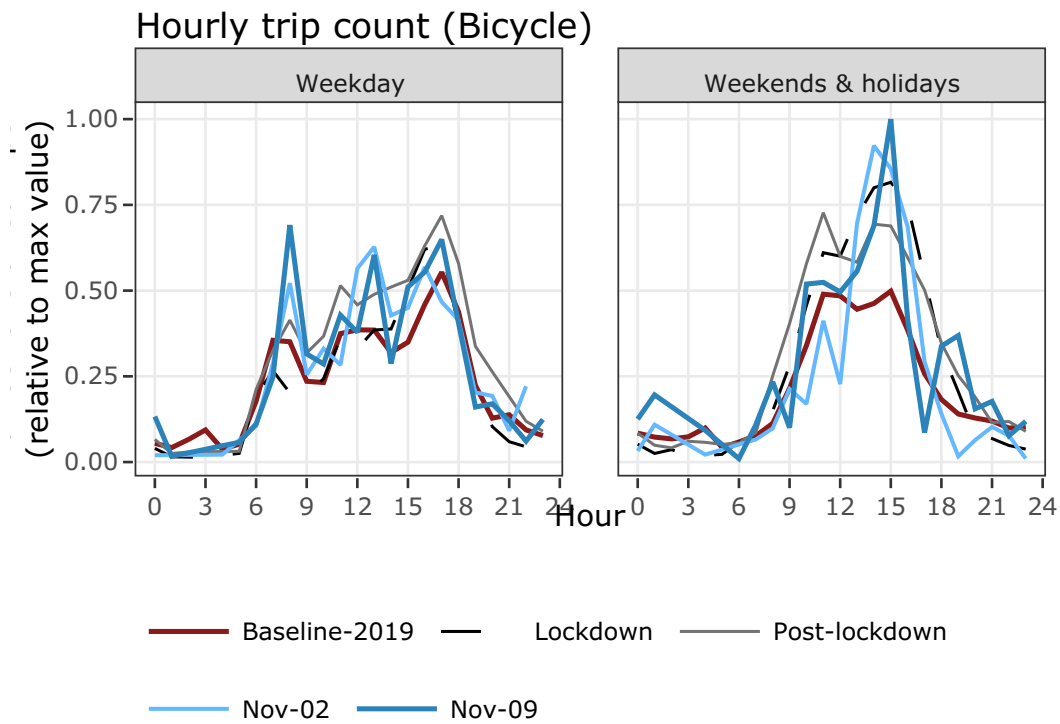 Hourly trip count (Bicycle)
Weekday
Weekends & holidays
(relative to max value)
1.00
0.75
0.50
0.25
0.00
0 3 6 9 12 15 18 21 24
0 3 6 9 12 15 18 21 24
Hour
Baseline-2019
Lockdown
Post-lockdown
Nov-02
Nov-09